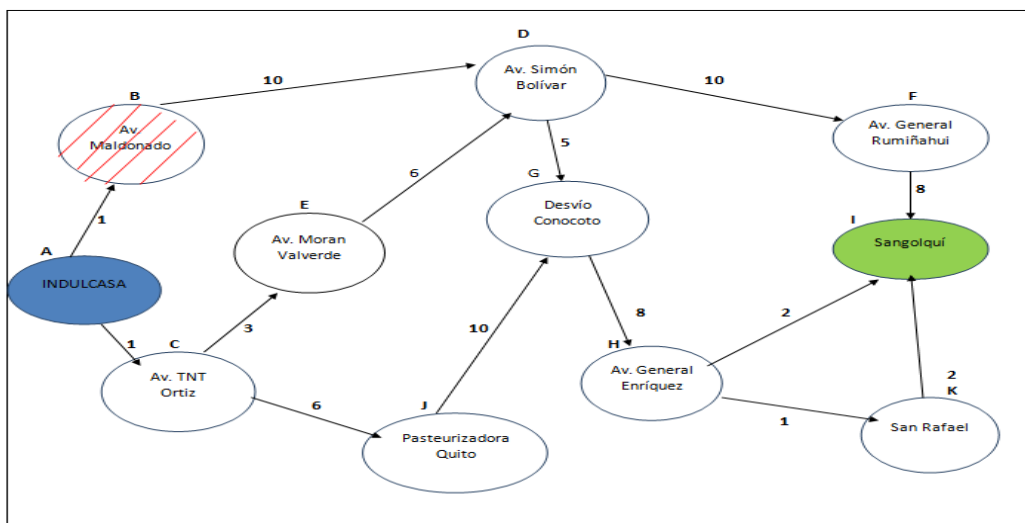 D
Av. Simón
Bolívar
10
10
B
Av.
Maldonado
F
Av. General
Rumiñahui
5
6
G
Desvío
Conocoto
8
E
Av. Moran
Valverde
1
I
Sangolquí
A
INDULCASA
3
10
8
2
1
C
Av. TNT
Ortiz
H
Av. General
Enríquez
2
K
6
J
Pasteurizadora
Quito
1
San Rafael